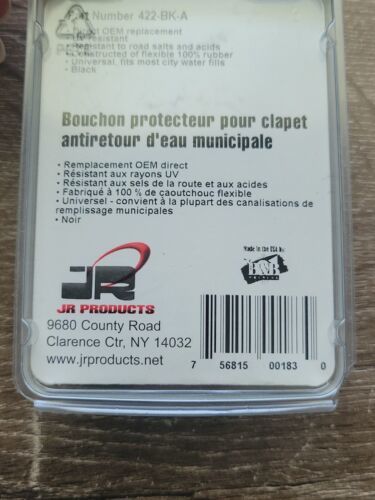 Number 422-BK-A
OEM replacement
resistant
Resistant to road salts and acids
Constructed of flexible 100% rubber
• Universal, fits most city water fills
• Black
Bouchon protecteur pour clapet
antiretour d'eau municipale
• Remplacement OEM direct
• Résistant aux rayons UV
• Résistant aux sels de la route et aux acides
• Fabriqué à 100 % de caoutchouc flexible
• Universel - convient à la plupart des canalisations de
remplissage municipales
• Noir
JR
JR PRODUCTS
9680 County Road
Clarence Ctr, NY 14032
www.jrproducts.net
Made in the USA by:
B&B
7 56815 00183 0